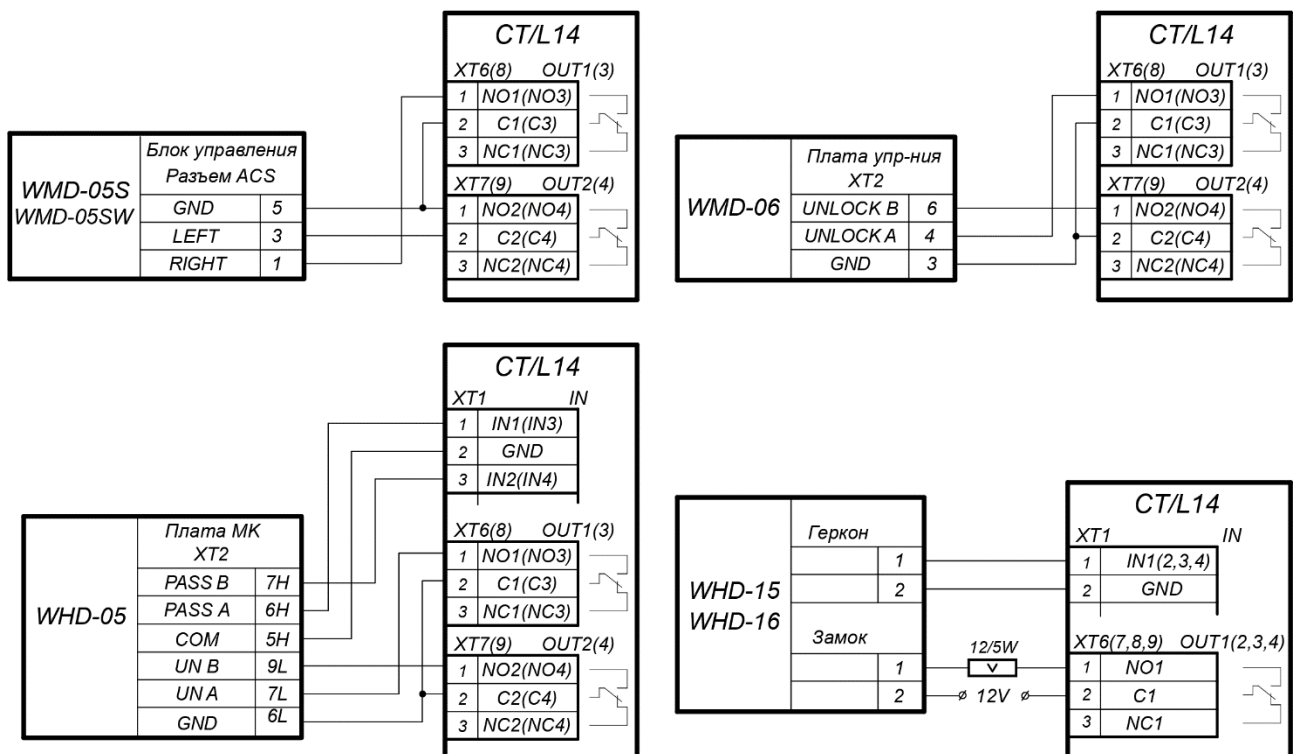 CT/L14
XT6(8) OUT1(3)
1 NO1(NO3)
2 C1(C3)
3 NC1(NC3)
XT7(9) OUT2(4)
1 NO2(NO4)
2 C2(C4)
3 NC2(NC4)
WMD-05S
WMD-05SW
Блок управления
Разъем ACS
GND 5
LEFT 3
RIGHT 1
CT/L14
XT6(8) OUT1(3)
1 NO1(NO3)
2 C1(C3)
3 NC1(NC3)
XT7(9) OUT2(4)
1 NO2(NO4)
2 C2(C4)
3 NC2(NC4)
WMD-06
Плата упр-ния
XT2
UNLOCK B 6
UNLOCK A 4
GND 3
CT/L14
XT1 IN
1 IN1(IN3)
2 GND
3 IN2(IN4)
XT6(8) OUT1(3)
1 NO1(NO3)
2 C1(C3)
3 NC1(NC3)
XT7(9) OUT2(4)
1 NO2(NO4)
2 C2(C4)
3 NC2(NC4)
WHD-05
Плата МК
XT2
PASS B 7H
PASS A 6H
COM 5H
UN B 9L
UN A 7L
GND 6L
WHD-15
WHD-16
Геркон
1
2
Замок
1
2
12/5W
V
12V
CT/L14
XT1 IN
1 IN1(2,3,4)
2 GND
XT6(7,8,9) OUT1(2,3,4)
1 NO1
2 C1
3 NC1